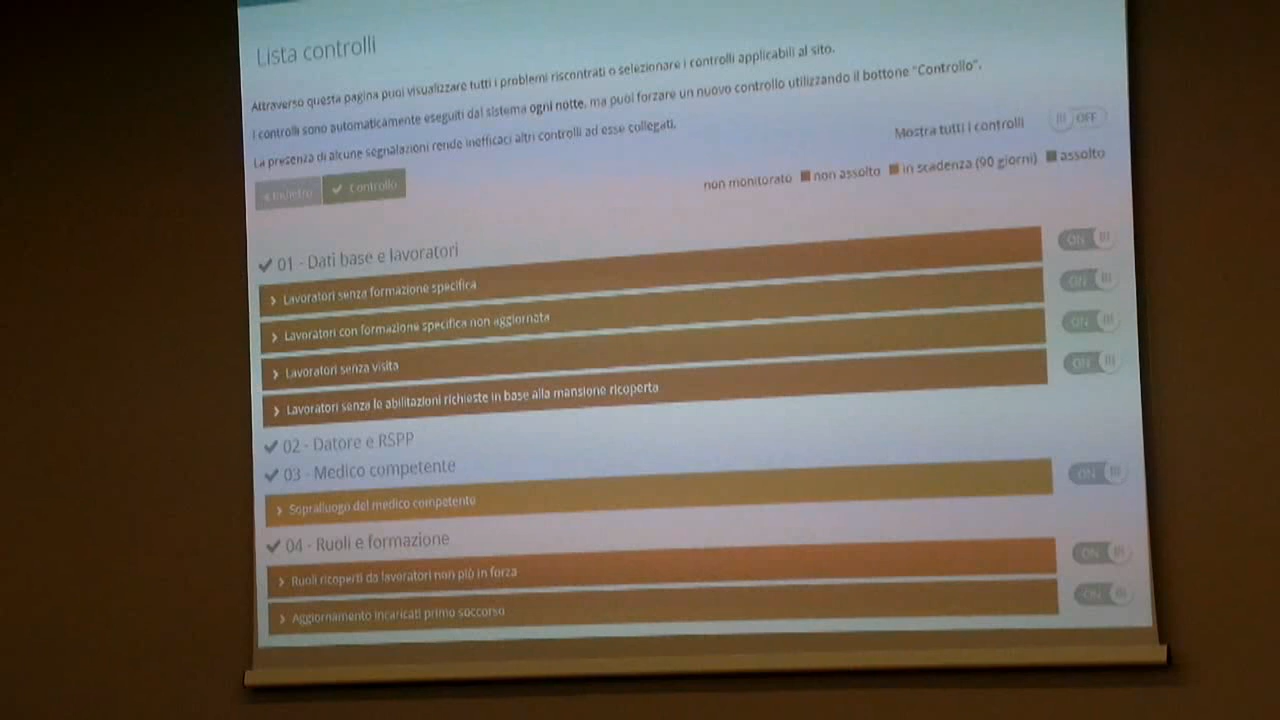 Lista controlli
Attraverso questa pagina puoi visualizzare tutti i problemi riscontrati o selezionare i controlli applicabili al sito.
I controlli sono automaticamente eseguiti dal sistema ogni notte, ma puoi forzare un nuovo controllo utilizzando il bottone "Controllo".
La presenza di alcune segnalazioni rende inefficaci altri controlli ad esse collegati.
Mostra tutti i controlli OFF
« Indietro ✔ Controllo
non monitorato non assolto in scadenza (90 giorni) assolto
01 - Dati base e lavoratori
Lavoratori senza formazione specifica ON
Lavoratori con formazione specifica non aggiornata ON
Lavoratori senza visita ON
Lavoratori senza le abilitazioni richieste in base alla mansione ricoperta ON
02 - Datore e RSPP
03 - Medico competente
Sopralluogo del medico competente ON
04 - Ruoli e formazione
Ruoli ricoperti da lavoratori non più in forza ON
Aggiornamento incaricati primo soccorso ON